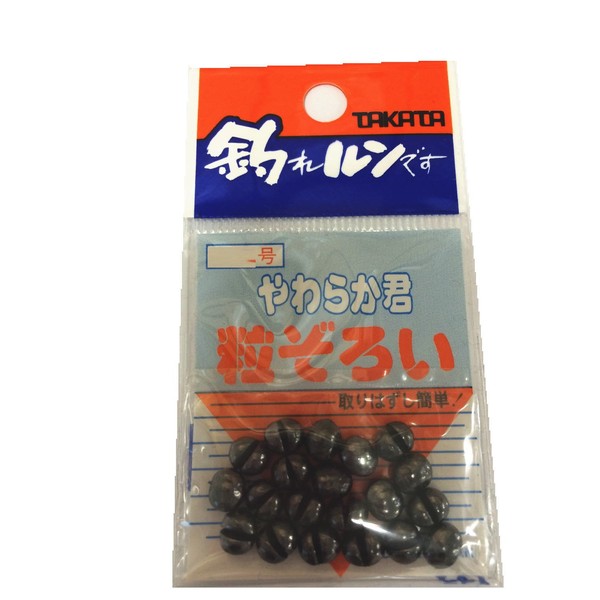 TAKATA
釣れルンです
号
やわらか君
粒ぞろい
取りはずし簡単!